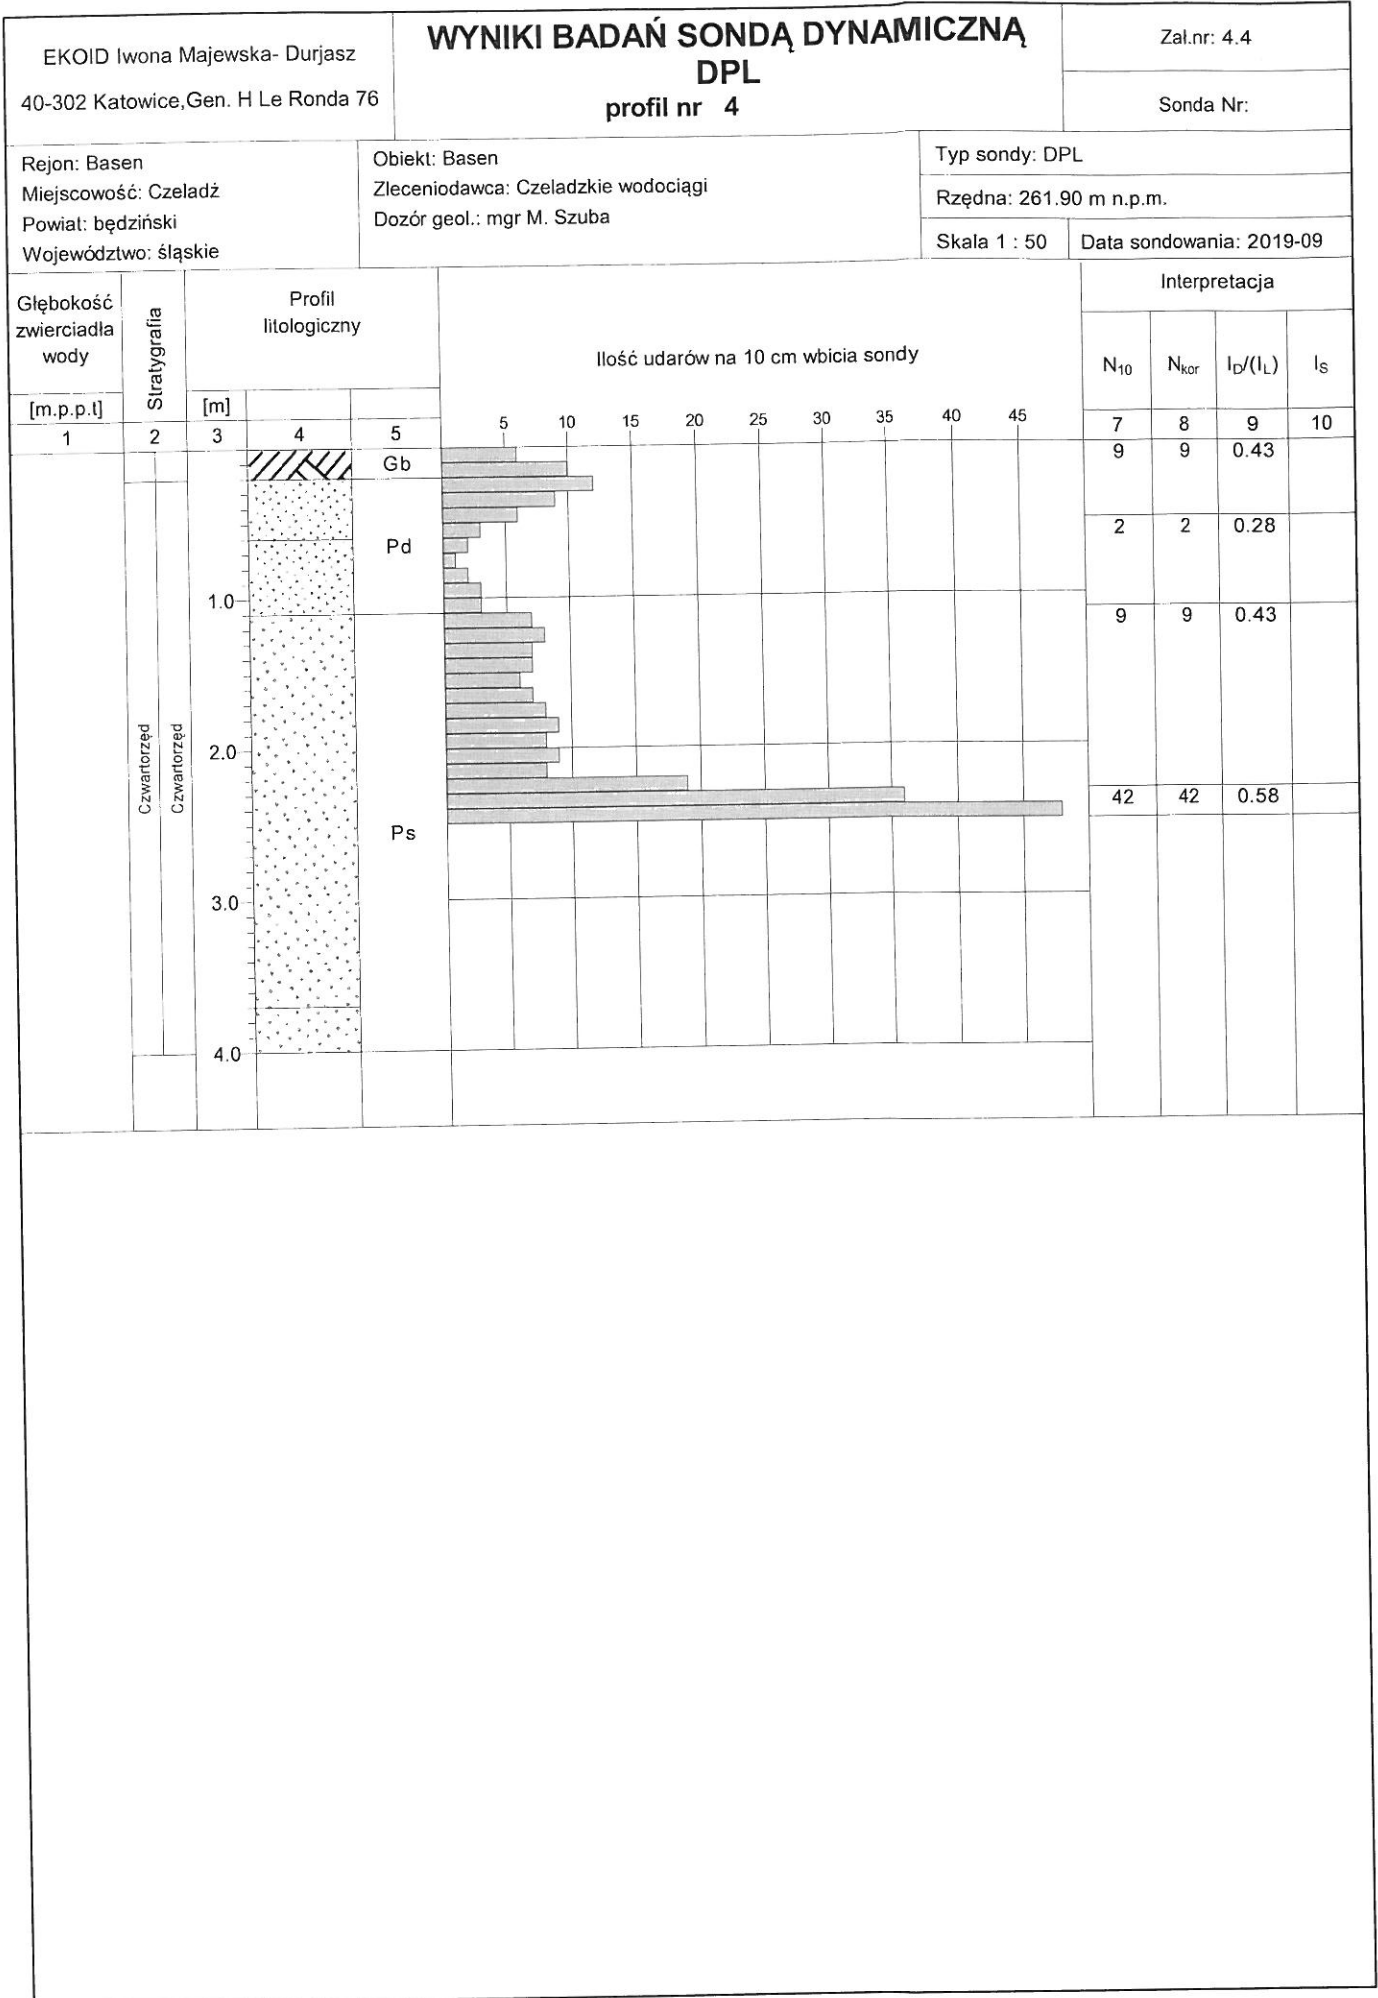 EKOID Iwona Majewska- Durjasz
40-302 Katowice,Gen. H Le Ronda 76
WYNIKI BADAŃ SONDĄ DYNAMICZNĄ
DPL
profil nr 4
Zał.nr: 4.4
Sonda Nr:
Rejon: Basen
Miejscowość: Czeladź
Powiat: będziński
Województwo: śląskie
Obiekt: Basen
Zleceniodawca: Czeladzkie wodociągi
Dozór geol.: mgr M. Szuba
Typ sondy: DPL
Rzędna: 261.90 m n.p.m.
Skala 1 : 50
Data sondowania: 2019-09
Głębokość
zwierciadła
wody
[m.p.p.t]
Stratygrafia
Profil
litologiczny
[m]
Ilość udarów na 10 cm wbicia sondy
Interpretacja
N10
Nkor
ID/(IL)
IS
5 10 15 20 25 30 35 40 45
1 2 3 4 5 7 8 9 10
Gb
9 9 0.43
Pd
2 2 0.28
1.0
9 9 0.43
2.0
Czwartorzęd
Czwartorzęd
42 42 0.58
Ps
3.0
4.0